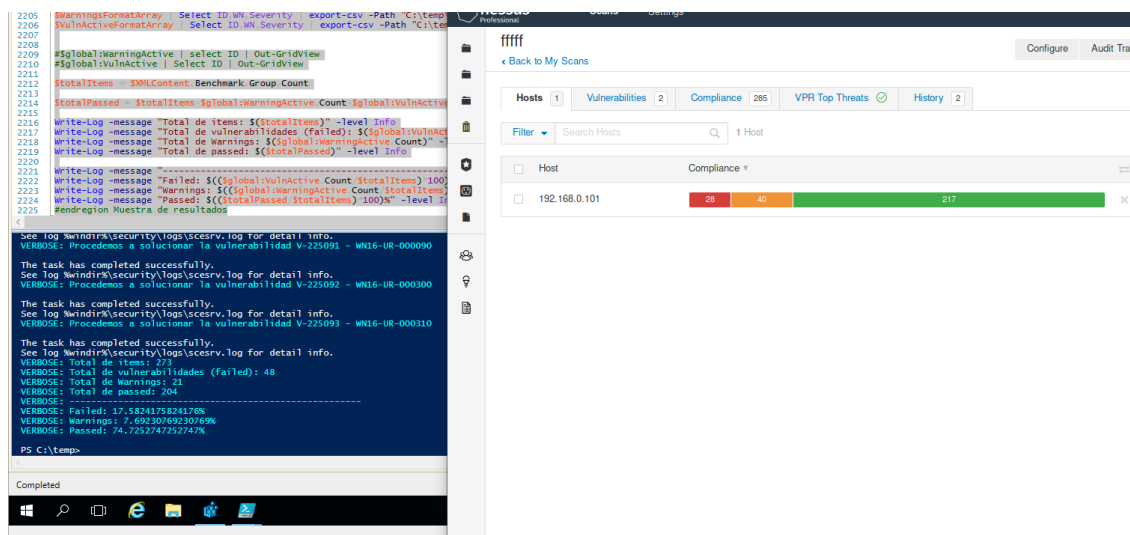 2205 $WarningsFormatArray | Select ID,WN,Severity | export-csv -Path "C:\temp
2206 $VulnActiveFormatArray | Select ID,WN,Severity | export-csv -Path "C:\tem
2207
2208
2209 #$global:WarningActive | select ID | Out-GridView
2210 #$global:VulnActive | Select ID | Out-GridView
2211
2212 $totalItems = $XMLContent.Benchmark.Group.Count
2213
2214 $totalPassed = $totalItems-$global:WarningActive.Count-$global:VulnActive
2215
2216 Write-Log -message "Total de items: $($totalItems)" -level Info
2217 Write-Log -message "Total de vulnerabilidades (failed): $($global:VulnAct
2218 Write-Log -message "Total de Warnings: $($global:WarningActive.Count)" -l
2219 Write-Log -message "Total de passed: $($totalPassed)" -level Info
2220
2221 Write-Log -message "-----------------------------------------------------
2222 Write-Log -message "Failed: $(($global:VulnActive.Count/$totalItems)*100)
2223 Write-Log -message "Warnings: $(($global:WarningActive.Count/$totalItems)
2224 Write-Log -message "Passed: $(($totalPassed/$totalItems)*100)%" -level In
2225 #endregion Muestra de resultados
See log %windir%\security\logs\scesrv.log for detail info.
VERBOSE: Procedemos a solucionar la vulnerabilidad V-225091 - WN16-UR-000090
The task has completed successfully.
See log %windir%\security\logs\scesrv.log for detail info.
VERBOSE: Procedemos a solucionar la vulnerabilidad V-225092 - WN16-UR-000300
The task has completed successfully.
See log %windir%\security\logs\scesrv.log for detail info.
VERBOSE: Procedemos a solucionar la vulnerabilidad V-225093 - WN16-UR-000310
The task has completed successfully.
See log %windir%\security\logs\scesrv.log for detail info.
VERBOSE: Total de items: 273
VERBOSE: Total de vulnerabilidades (failed): 48
VERBOSE: Total de Warnings: 21
VERBOSE: Total de passed: 204
VERBOSE: -----------------------------------------------------
VERBOSE: Failed: 17.5824175824176%
VERBOSE: Warnings: 7.69230769230769%
VERBOSE: Passed: 74.7252747252747%
PS C:\temp>
Completed
nessus Professional Scans Settings
fffff
Configure Audit Tra
‹ Back to My Scans
Hosts 1 Vulnerabilities 2 Compliance 285 VPR Top Threats History 2
Filter Search Hosts 1 Host
Host Compliance
192.168.0.101 28 40 217